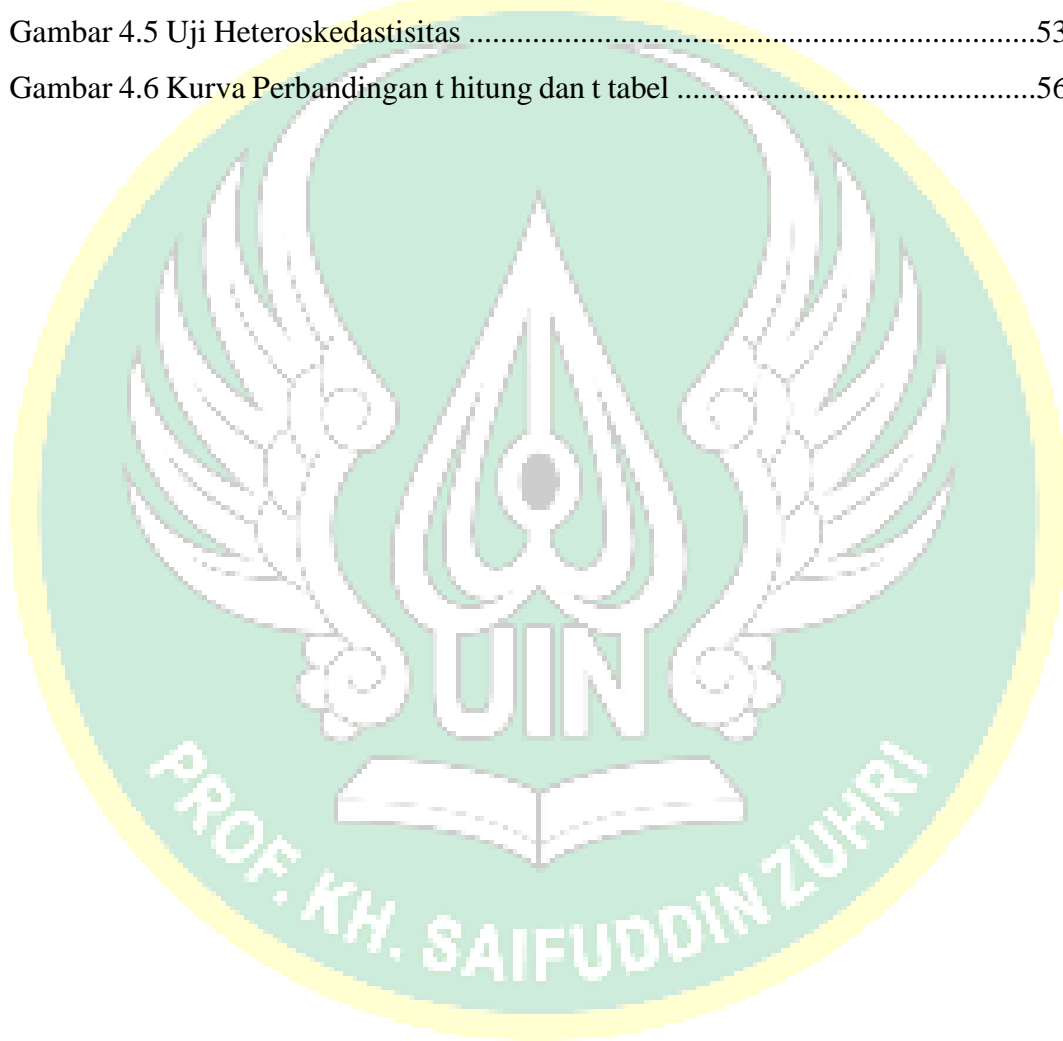 Gambar 4.5 Uji Heteroskedastisitas ...........................................................................53
Gambar 4.6 Kurva Perbandingan t hitung dan t tabel ................................................56
UIN
PROF. KH. SAIFUDDIN ZUHRI